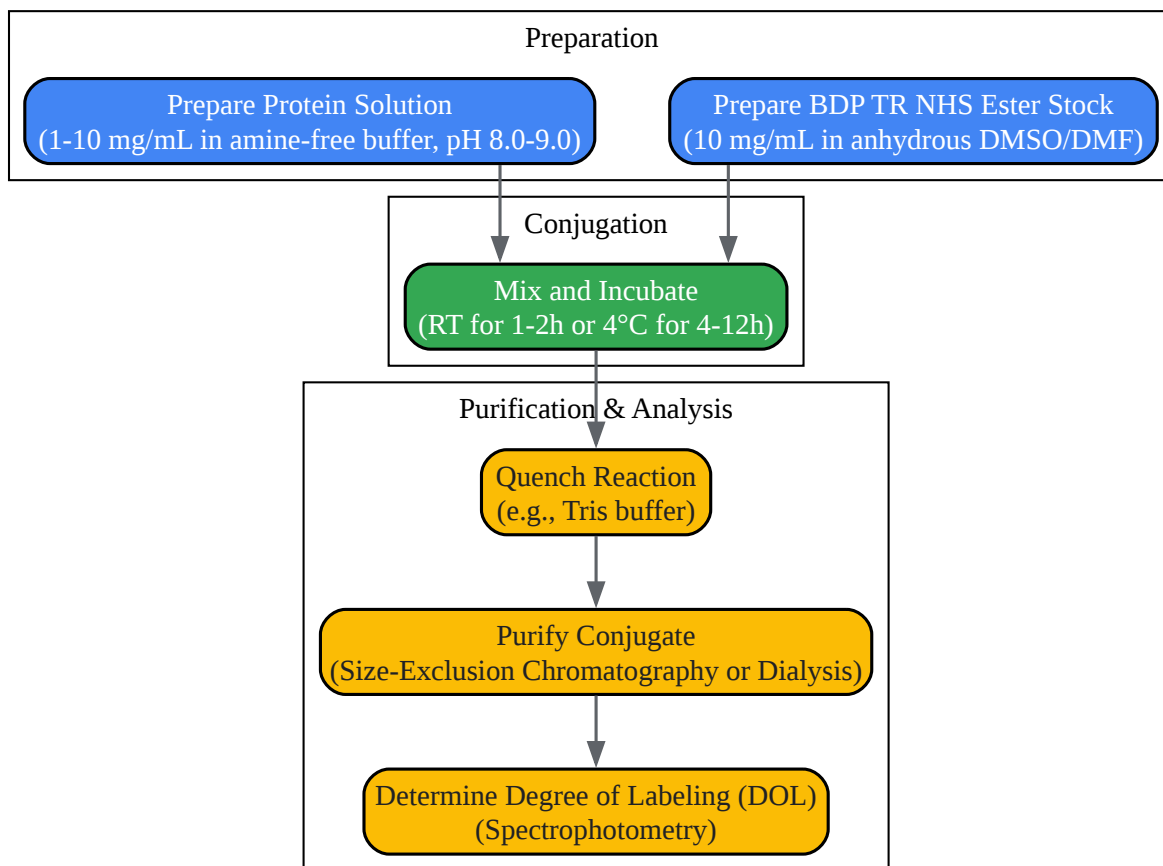 Preparation
Prepare Protein Solution
(1-10 mg/mL in amine-free buffer, pH 8.0-9.0)
Prepare BDP TR NHS Ester Stock
(10 mg/mL in anhydrous DMSO/DMF)
Conjugation
Mix and Incubate
(RT for 1-2h or 4°C for 4-12h)
Purification & Analysis
Quench Reaction
(e.g., Tris buffer)
Purify Conjugate
(Size-Exclusion Chromatography or Dialysis)
Determine Degree of Labeling (DOL)
(Spectrophotometry)